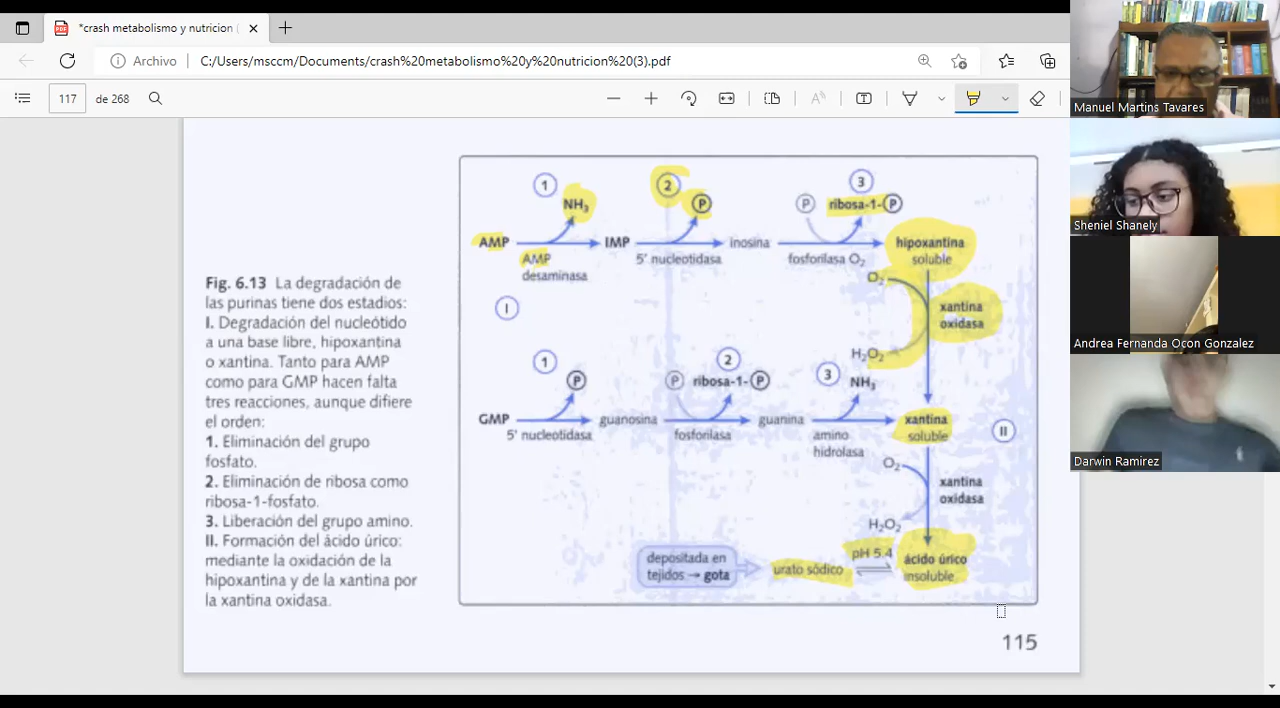 *crash metabolismo y nutricion (
Archivo
C:/Users/msccm/Documents/crash%20metabolismo%20y%20nutricion%20(3).pdf
117
de 268
Fig. 6.13 La degradación de
las purinas tiene dos estadios:
I. Degradación del nucleótido
a una base libre, hipoxantina
o xantina. Tanto para AMP
como para GMP hacen falta
tres reacciones, aunque difiere
el orden:
1. Eliminación del grupo
fosfato.
2. Eliminación de ribosa como
ribosa-1-fosfato.
3. Liberación del grupo amino.
II. Formación del ácido úrico:
mediante la oxidación de la
hipoxantina y de la xantina por
la xantina oxidasa.
1
2
3
NH₃
P
P
ribosa-1-P
AMP
IMP
inosina
hipoxantina
soluble
AMP
desaminasa
5' nucleotidasa
fosforilasa O₂
O₂
I
xantina
oxidasa
H₂O₂
1
2
3
P
P
ribosa-1-P
NH₃
GMP
guanosina
guanina
xantina
soluble
5' nucleotidasa
fosforilasa
amino
hidrolasa
II
O₂
xantina
oxidasa
H₂O₂
depositada en
tejidos → gota
urato sódico
pH 5.4
ácido úrico
insoluble
115
Manuel Martins Tavares
Sheniel Shanely
Andrea Fernanda Ocon Gonzalez
Darwin Ramirez